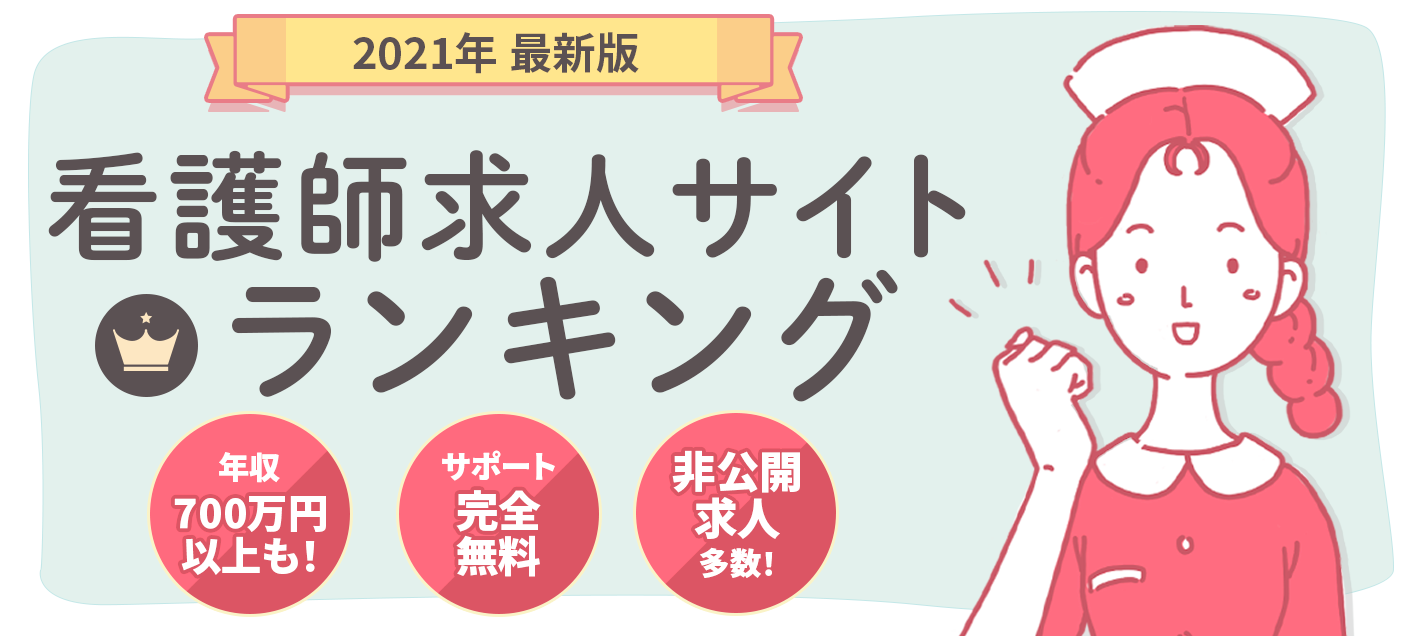 2021年 最新版
看護師求人サイト
ランキング
年収
700万円
以上も!
サポート
完全
無料
非公開
求人
多数!